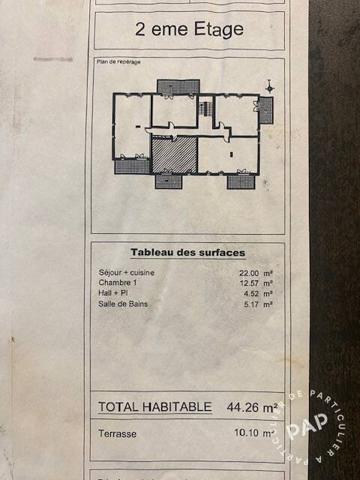 2 eme Etage
Plan de repérage
Tableau des surfaces
Séjour + cuisine 22.00 m²
Chambre 1 12.57 m²
Hall + Pl 4.52 m²
Salle de Bains 5.17 m²
TOTAL HABITABLE 44.26 m²
Terrasse 10.10 m²
DE PARTICULIER À PARTICULIER
PAP